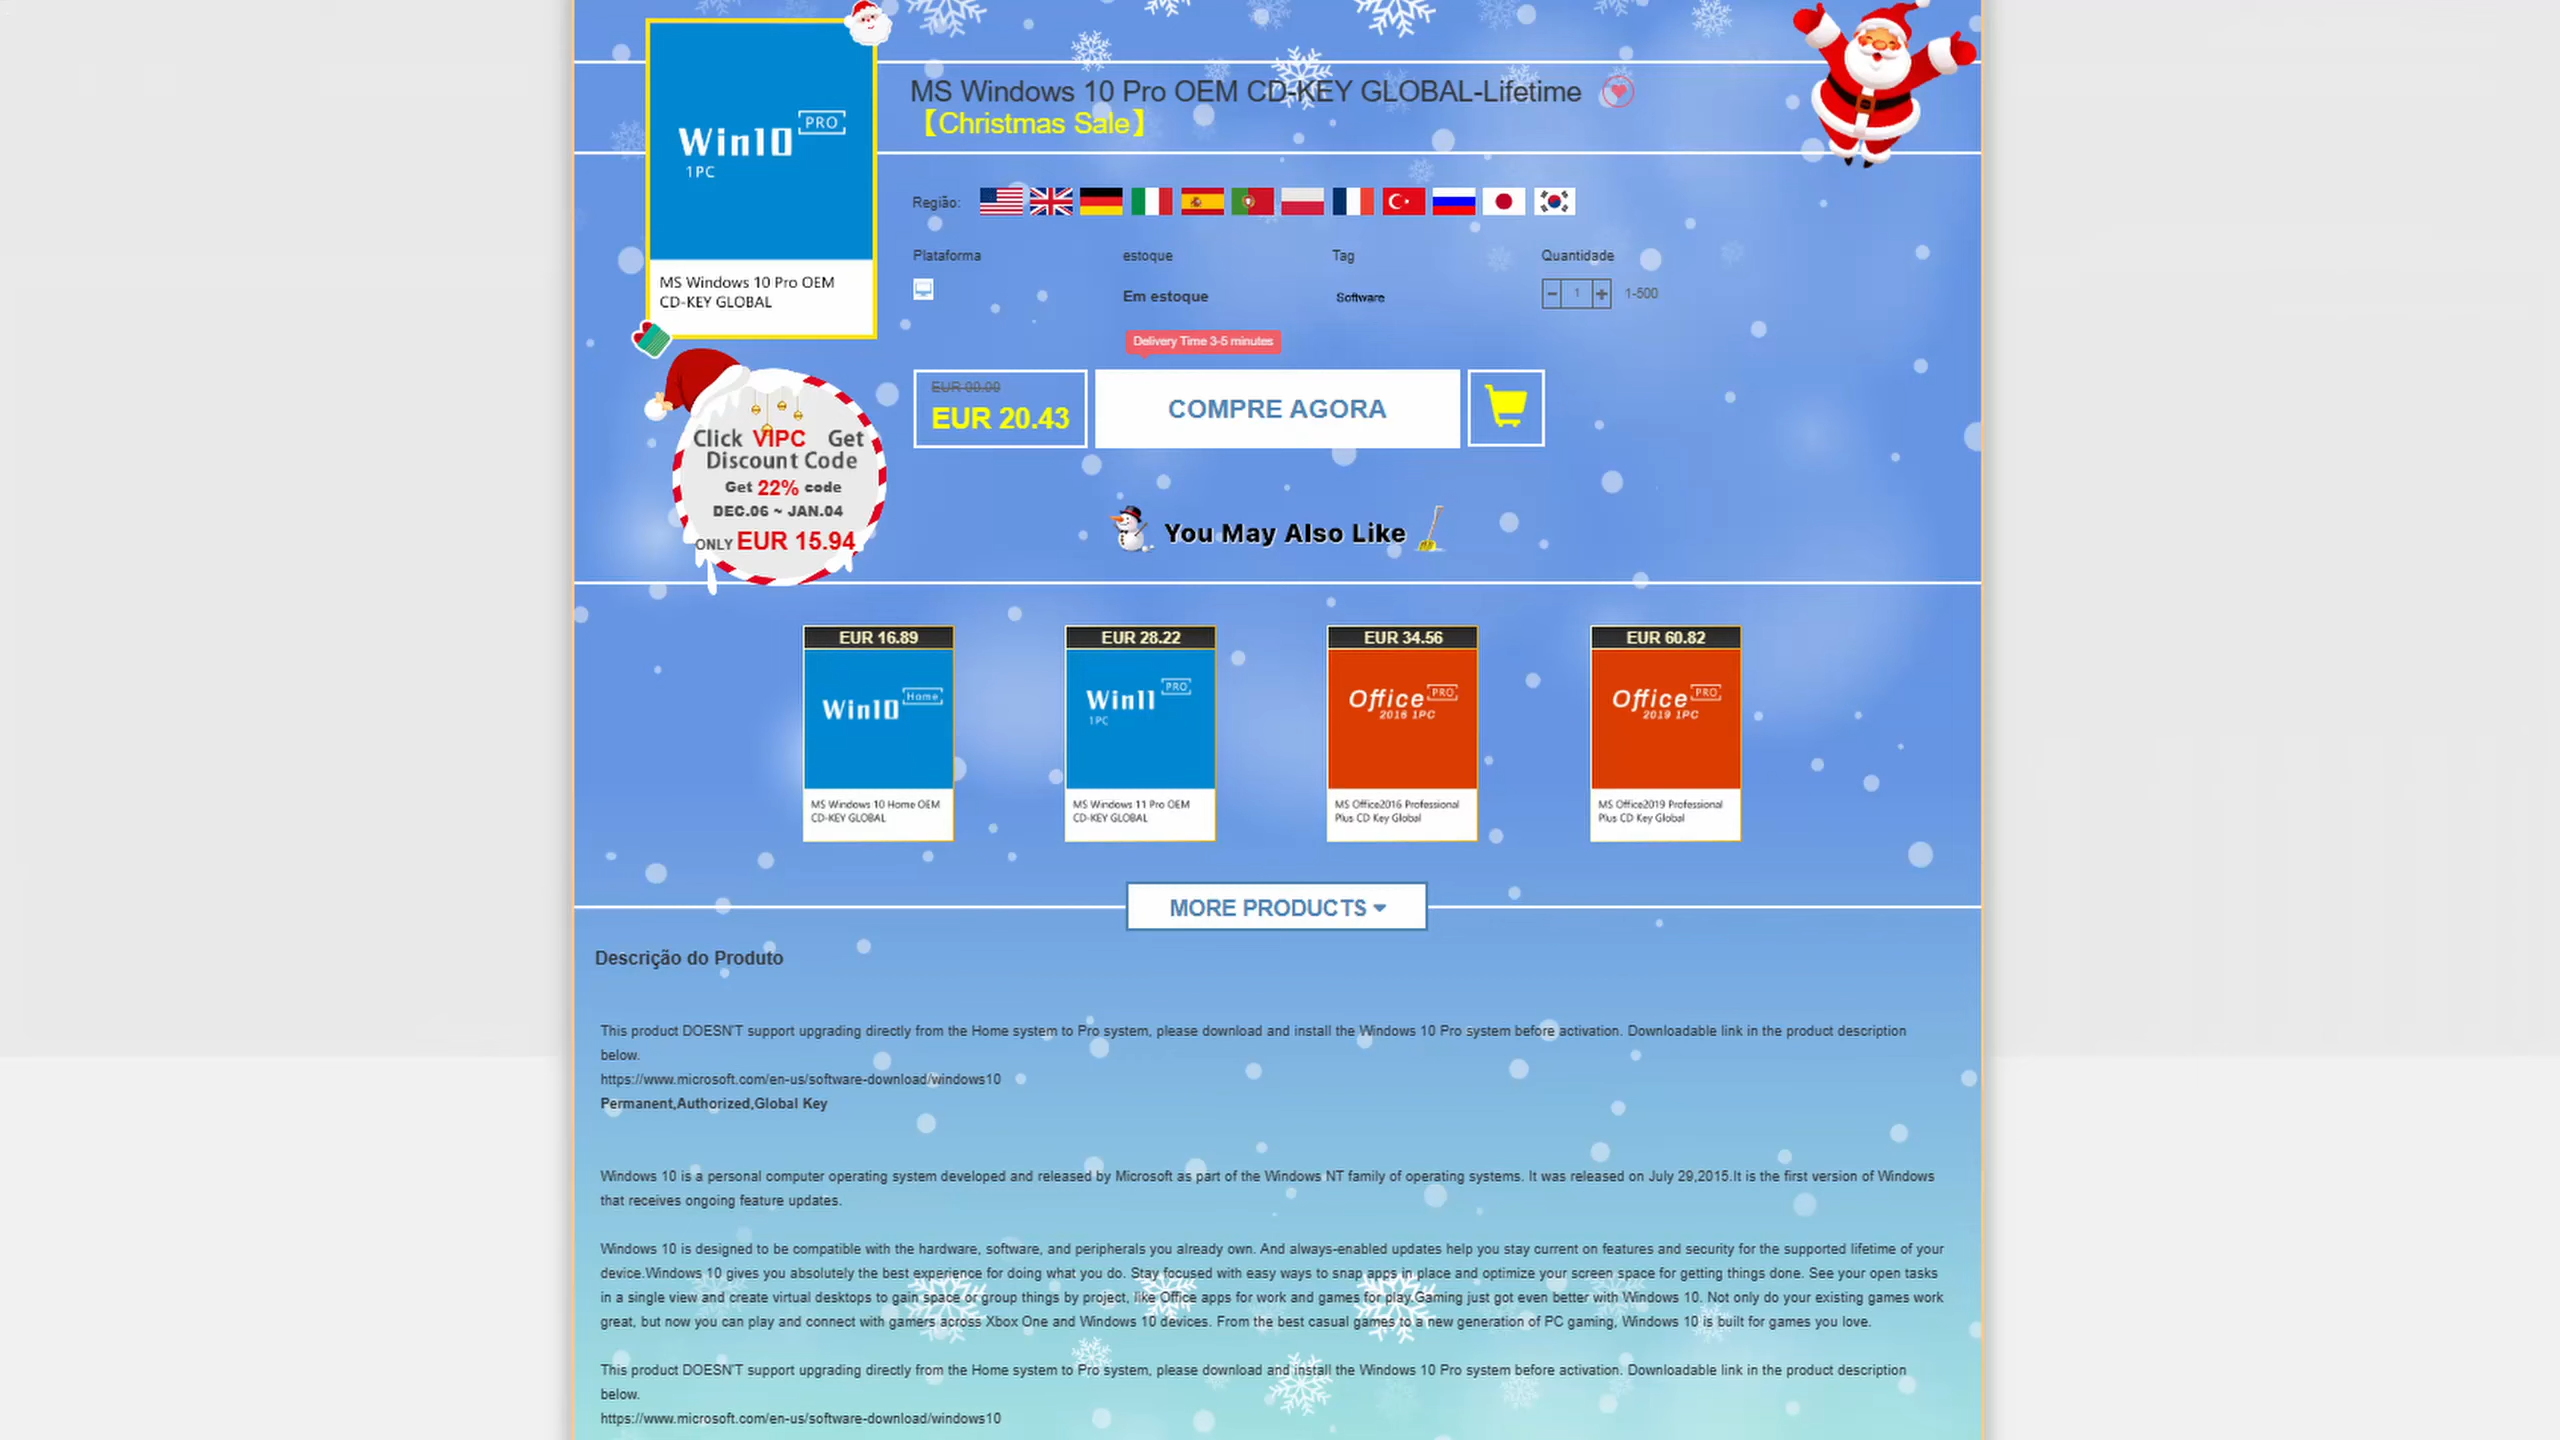 MS Windows 10 Pro OEM CD-KEY GLOBAL-Lifetime
【Christmas Sale】
Win10 PRO
1PC
MS Windows 10 Pro OEM
CD-KEY GLOBAL
Região:
Plataforma
estoque
Tag
Quantidade
Em estoque
Software
1
1-500
Delivery Time 3-5 minutes
EUR 99.99
EUR 20.43
COMPRE AGORA
Click VIPC Get
Discount Code
Get 22% code
DEC.06 ~ JAN.04
ONLY EUR 15.94
You May Also Like
EUR 16.89
Win10 Home
MS Windows 10 Home OEM
CD-KEY GLOBAL
EUR 28.22
Win11 PRO
1PC
MS Windows 11 Pro OEM
CD-KEY GLOBAL
EUR 34.56
Office PRO
2016 1PC
MS Office2016 Professional
Plus CD Key Global
EUR 60.82
Office PRO
2019 1PC
MS Office2019 Professional
Plus CD Key Global
MORE PRODUCTS
Descrição do Produto
This product DOESN'T support upgrading directly from the Home system to Pro system, please download and install the Windows 10 Pro system before activation. Downloadable link in the product description
below.
https://www.microsoft.com/en-us/software-download/windows10
Permanent,Authorized,Global Key
Windows 10 is a personal computer operating system developed and released by Microsoft as part of the Windows NT family of operating systems. It was released on July 29,2015.It is the first version of Windows
that receives ongoing feature updates.
Windows 10 is designed to be compatible with the hardware, software, and peripherals you already own. And always-enabled updates help you stay current on features and security for the supported lifetime of your
device.Windows 10 gives you absolutely the best experience for doing what you do. Stay focused with easy ways to snap apps in place and optimize your screen space for getting things done. See your open tasks
in a single view and create virtual desktops to gain space or group things by project, like Office apps for work and games for play.Gaming just got even better with Windows 10. Not only do your existing games work
great, but now you can play and connect with gamers across Xbox One and Windows 10 devices. From the best casual games to a new generation of PC gaming, Windows 10 is built for games you love.
This product DOESN'T support upgrading directly from the Home system to Pro system, please download and install the Windows 10 Pro system before activation. Downloadable link in the product description
below.
https://www.microsoft.com/en-us/software-download/windows10